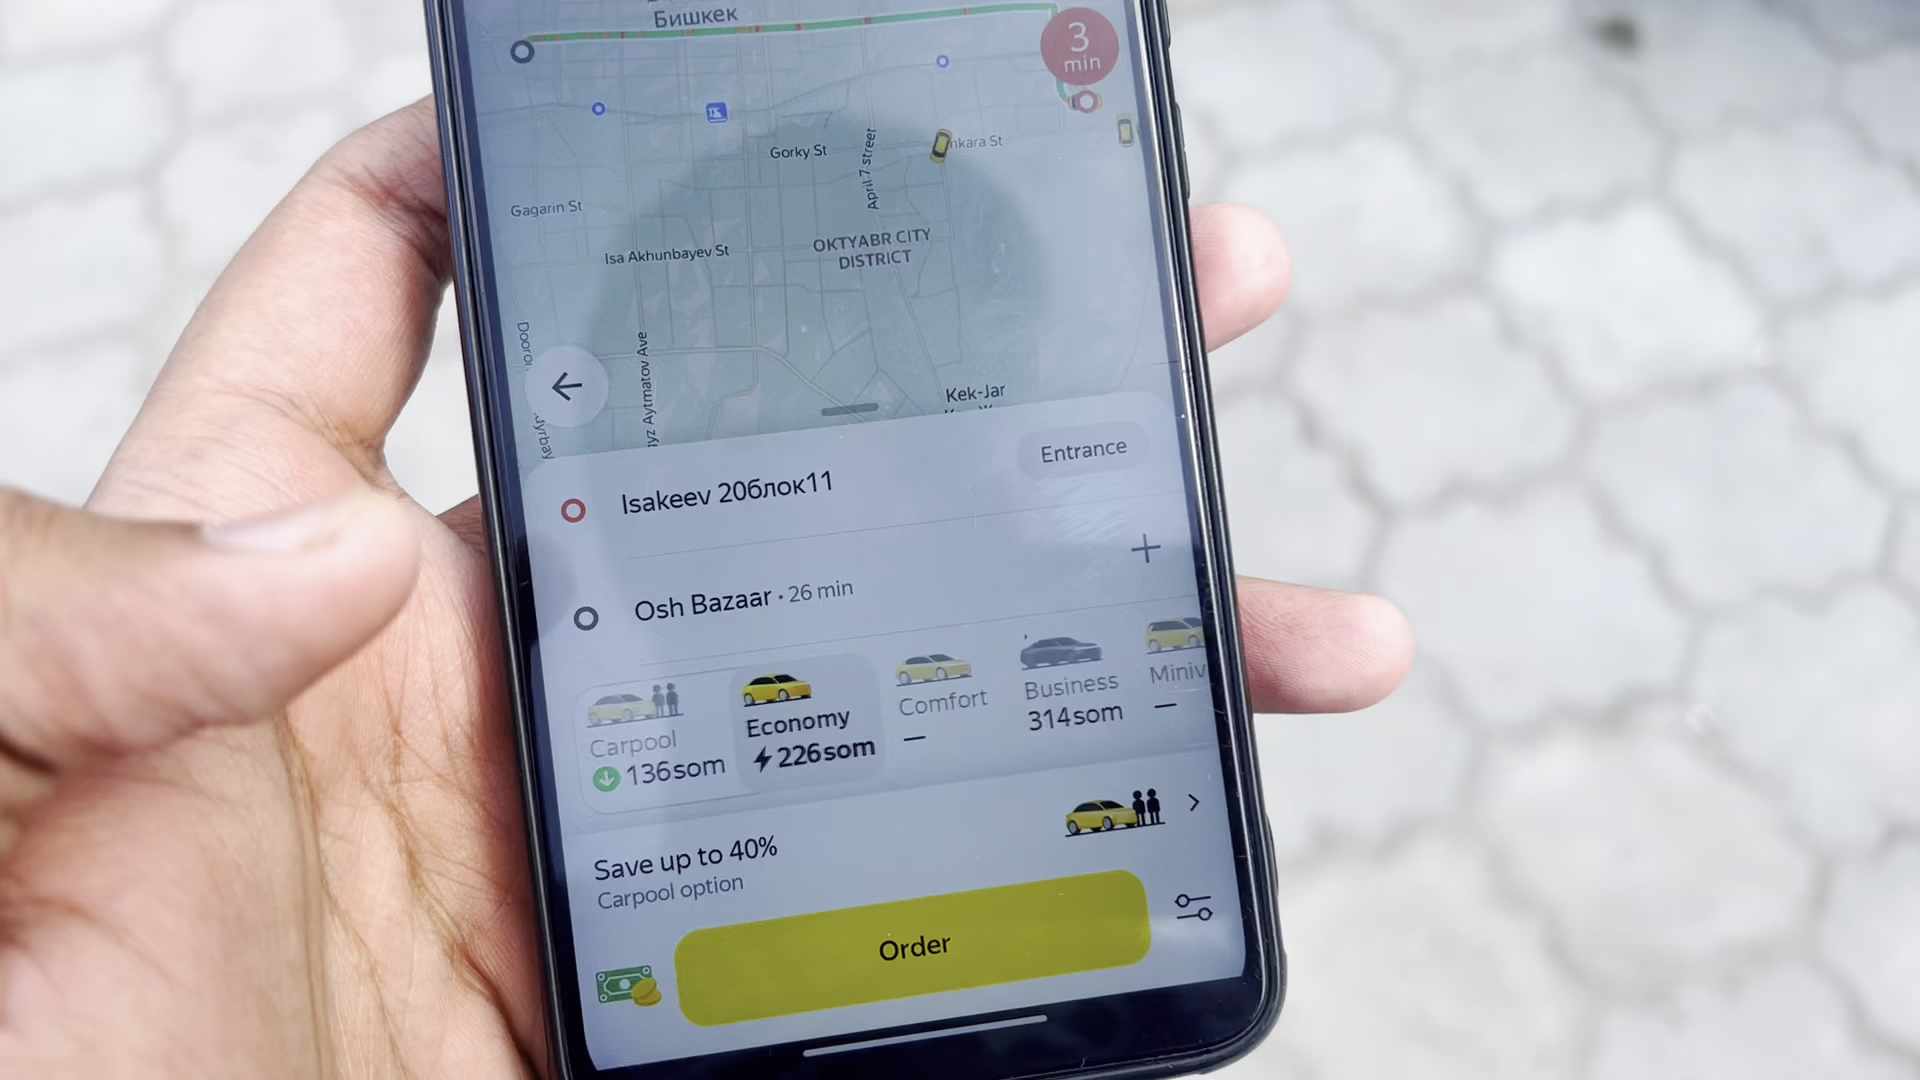 Бишкек
3
min
Gorky St
April 7 street
nkara St
Gagarin St
Isa Akhunbayev St
OKTYABR CITY
DISTRICT
yz Aytmatov Ave
Kek-Jar
Entrance
Isakeev 20блок11
Osh Bazaar • 26 min
Carpool
136som
Economy
226som
Comfort
—
Business
314som
Miniv
—
Save up to 40%
Carpool option
Order